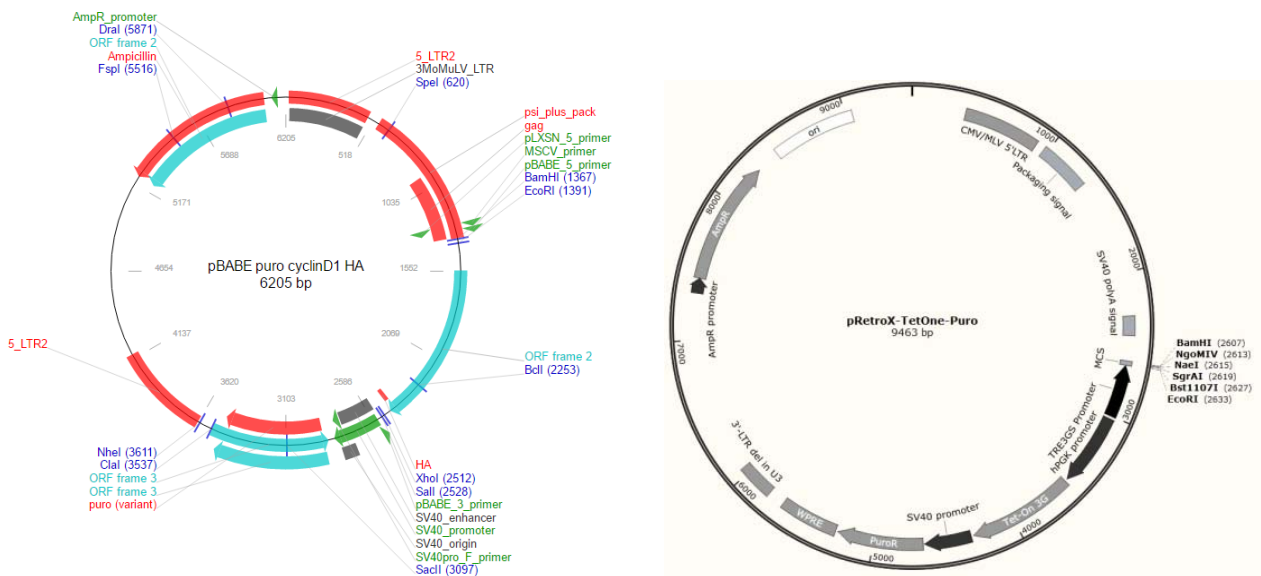 AmpR_promoter
DraI (5871)
ORF frame 2
Ampicillin
FspI (5516)
5_LTR2
3MoMuLV_LTR
SpeI (620)
psi_plus_pack
gag
pLXSN_5_primer
MSCV_primer
pBABE_5_primer
BamHI (1367)
EcoRI (1391)
6205
518
1035
1552
2069
2586
3103
3620
4137
4654
5171
5688
pBABE puro cyclinD1 HA
6205 bp
ORF frame 2
BclI (2253)
5_LTR2
NheI (3611)
ClaI (3537)
ORF frame 3
ORF frame 3
puro (variant)
HA
XhoI (2512)
SalI (2528)
pBABE_3_primer
SV40_enhancer
SV40_promoter
SV40_origin
SV40pro_F_primer
SacII (3097)
9000
ori
CMV/MLV 5'LTR
1000
Packaging signal
2000
SV40 polyA signal
MCS
BamHI (2607)
NgoMIV (2613)
NaeI (2615)
SgrAI (2619)
Bst1107I (2627)
EcoRI (2633)
3000
TRE3GS Promoter
hPGK promoter
Tet-On 3G
4000
SV40 promoter
PuroR
5000
WPRE
3'-LTR del in U3
6000
7000
AmpR promoter
AmpR
8000
pRetroX-TetOne-Puro
9463 bp